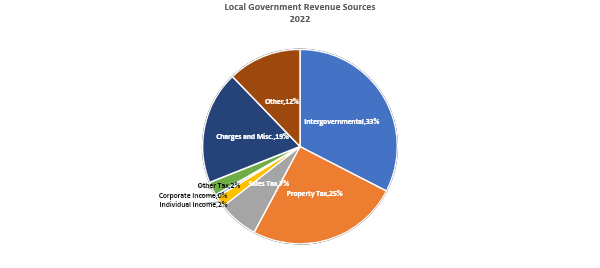 Local Government Revenue Sources
2022
Other,12%
Intergovernmental,33%
Charges and Misc.,19%
Other Tax,2%
Sales Tax,7%
Property Tax,25%
Corporate Income,0%
Individual Income,2%